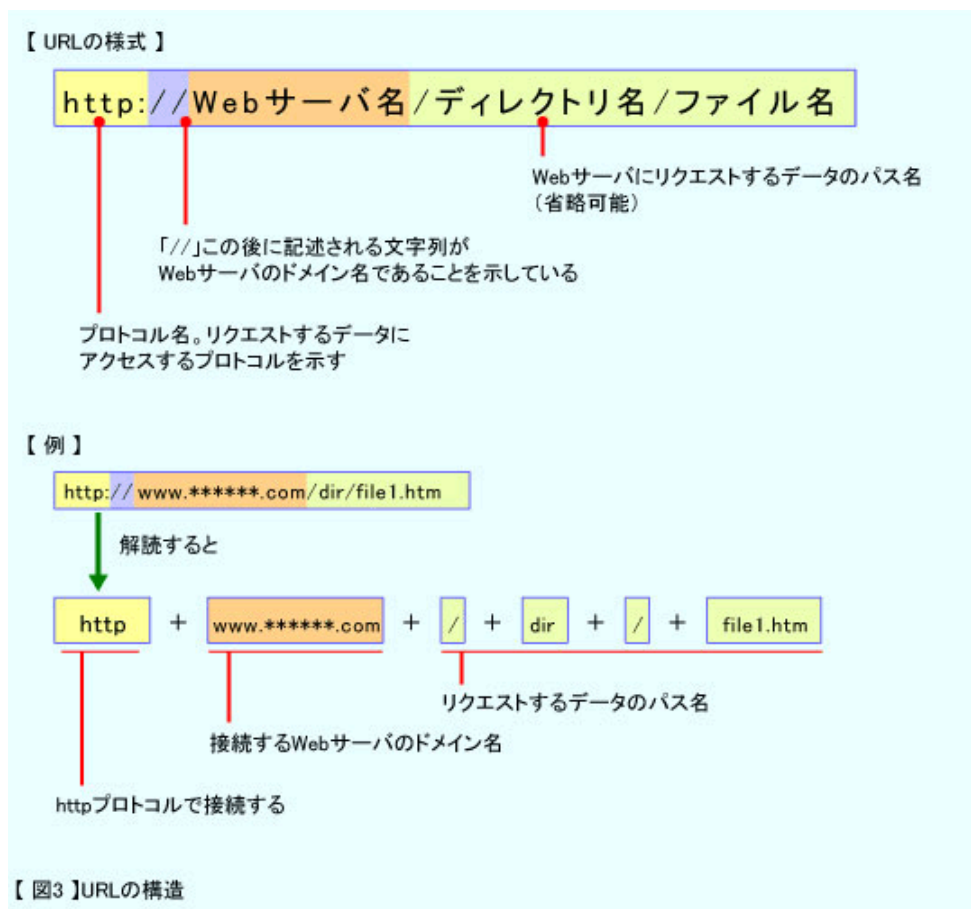 【 URLの様式 】
http://Webサーバ名/ディレクトリ名/ファイル名
Webサーバにリクエストするデータのパス名
（省略可能）
「//」この後に記述される文字列が
Webサーバのドメイン名であることを示している
プロトコル名。リクエストするデータに
アクセスするプロトコルを示す
【 例 】
http://www.******.com/dir/file1.htm
解読すると
http + www.******.com + / + dir + / + file1.htm
リクエストするデータのパス名
接続するWebサーバのドメイン名
httpプロトコルで接続する
【 図3 】URLの構造